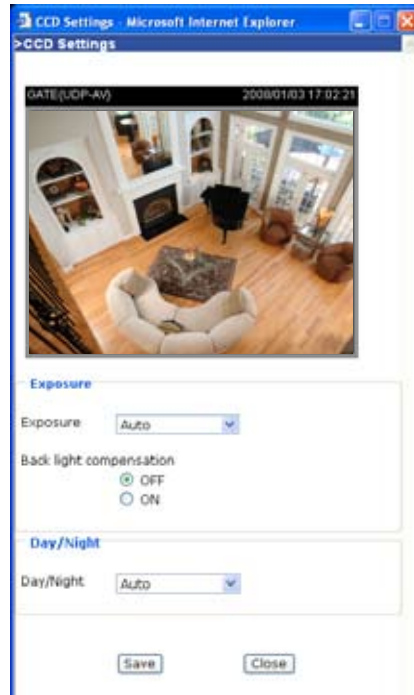 CCD Settings - Microsoft Internet Explorer
>CCD Settings
GATE(UDP-AV) 2008/01/03 17:02:21
Exposure
Exposure Auto
Back light compensation
OFF
ON
Day/Night
Day/Night Auto
Save Close